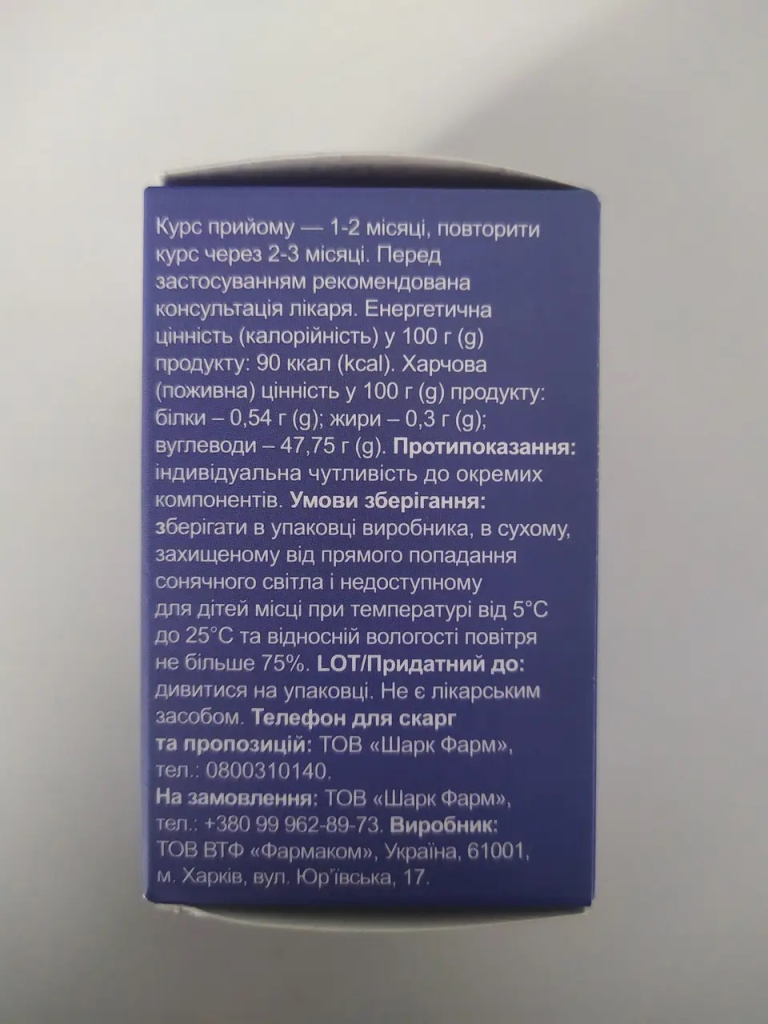 Курс прийому — 1-2 місяці, повторити
курс через 2-3 місяці. Перед
застосуванням рекомендована
консультація лікаря. Енергетична
цінність (калорійність) у 100 г (g)
продукту: 90 ккал (kcal). Харчова
(поживна) цінність у 100 г (g) продукту:
білки – 0,54 г (g); жири – 0,3 г (g);
вуглеводи – 47,75 г (g). Протипоказання:
індивідуальна чутливість до окремих
компонентів. Умови зберігання:
зберігати в упаковці виробника, в сухому,
захищеному від прямого попадання
сонячного світла і недоступному
для дітей місці при температурі від 5°C
до 25°C та відносній вологості повітря
не більше 75%. LOT/Придатний до:
дивитися на упаковці. Не є лікарським
засобом. Телефон для скарг
та пропозицій: ТОВ «Шарк Фарм»,
тел.: 0800310140.
На замовлення: ТОВ «Шарк Фарм»,
тел.: +380 99 962-89-73. Виробник:
ТОВ ВТФ «Фармаком», Україна, 61001,
м. Харків, вул. Юр'ївська, 17.